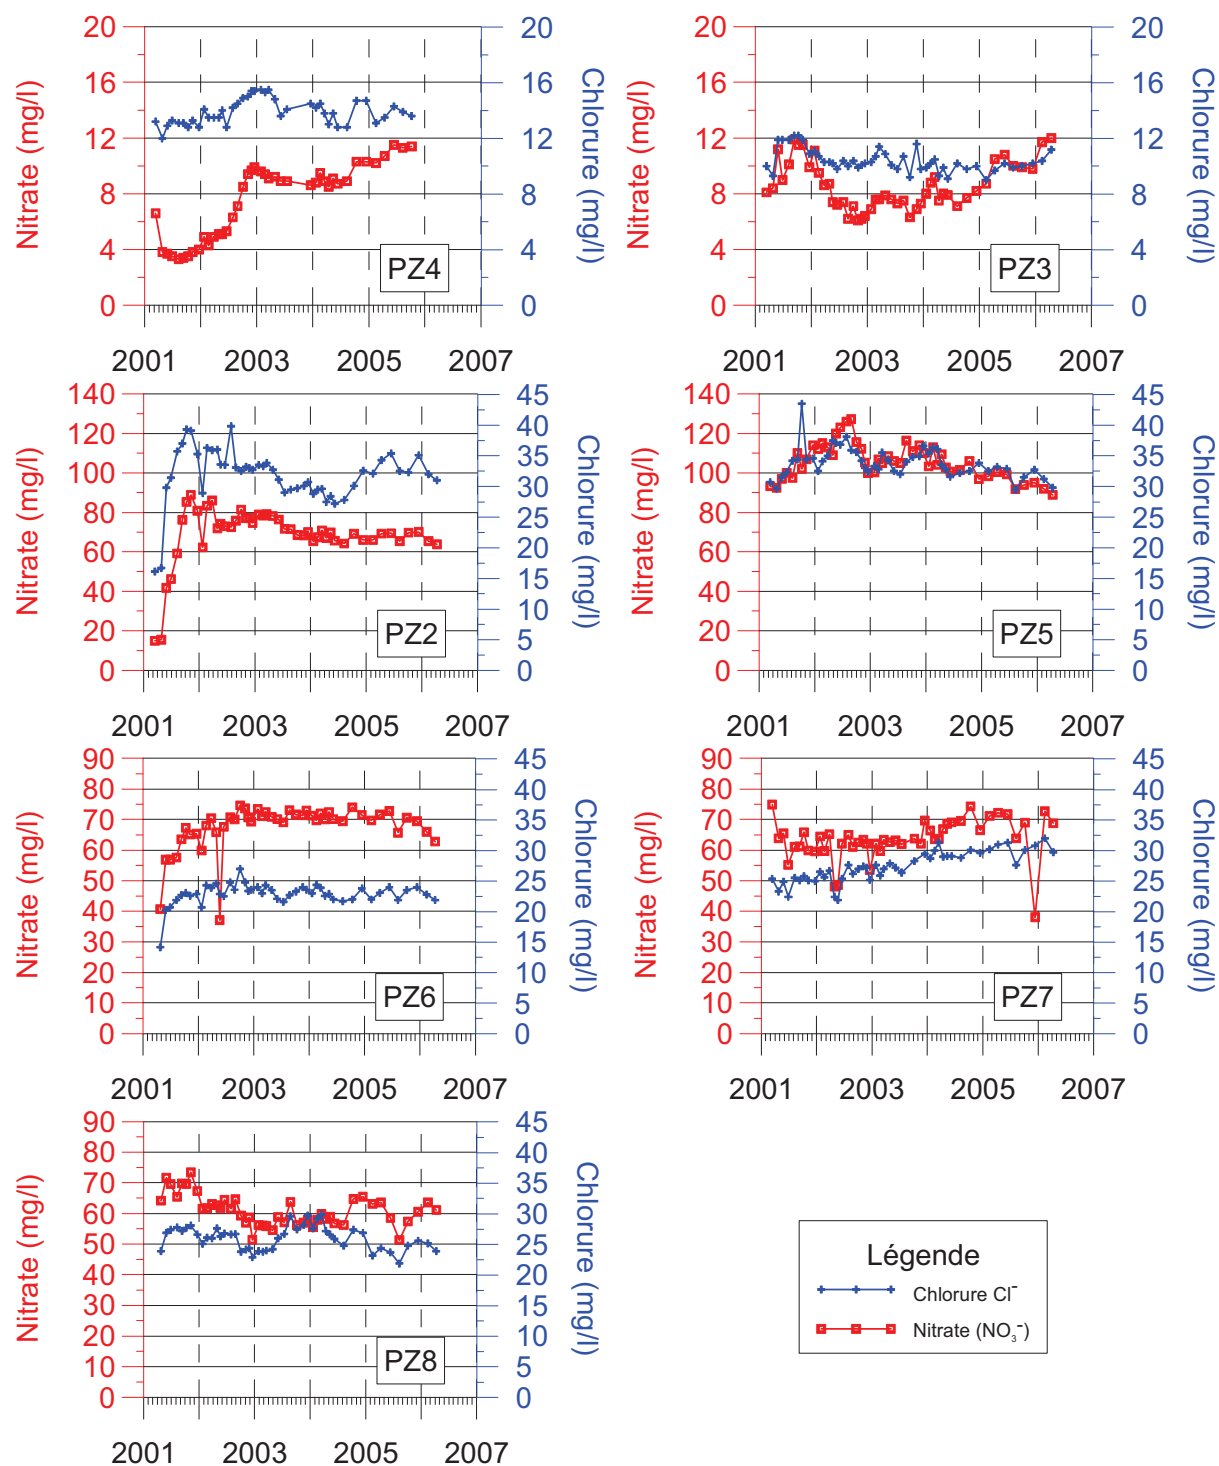 20 20 20 20
16 16 16 16
12 12 12 12
8 8 8 8
4 4 4 4
0 0 0 0
Nitrate (mg/l) Chlorure (mg/l) Nitrate (mg/l) Chlorure (mg/l)
PZ4 PZ3
2001 2003 2005 2007 2001 2003 2005 2007
140 45 140 45
120 40 120 40
100 35 100 35
80 30 80 30
60 25 60 25
40 20 40 20
20 15 20 15
0 10 0 10
5 5
0 0
Nitrate (mg/l) Chlorure (mg/l) Nitrate (mg/l) Chlorure (mg/l)
PZ2 PZ5
2001 2003 2005 2007 2001 2003 2005 2007
90 45 90 45
80 40 80 40
70 35 70 35
60 30 60 30
50 25 50 25
40 20 40 20
30 15 30 15
20 10 20 10
10 5 10 5
0 0 0 0
Nitrate (mg/l) Chlorure (mg/l) Nitrate (mg/l) Chlorure (mg/l)
PZ6 PZ7
2001 2003 2005 2007 2001 2003 2005 2007
90 45
80 40
70 35
60 30
50 25
40 20
30 15
20 10
10 5
0 0
Nitrate (mg/l) Chlorure (mg/l)
PZ8
2001 2003 2005 2007
Légende
Chlorure Cl⁻
Nitrate (NO₃⁻)